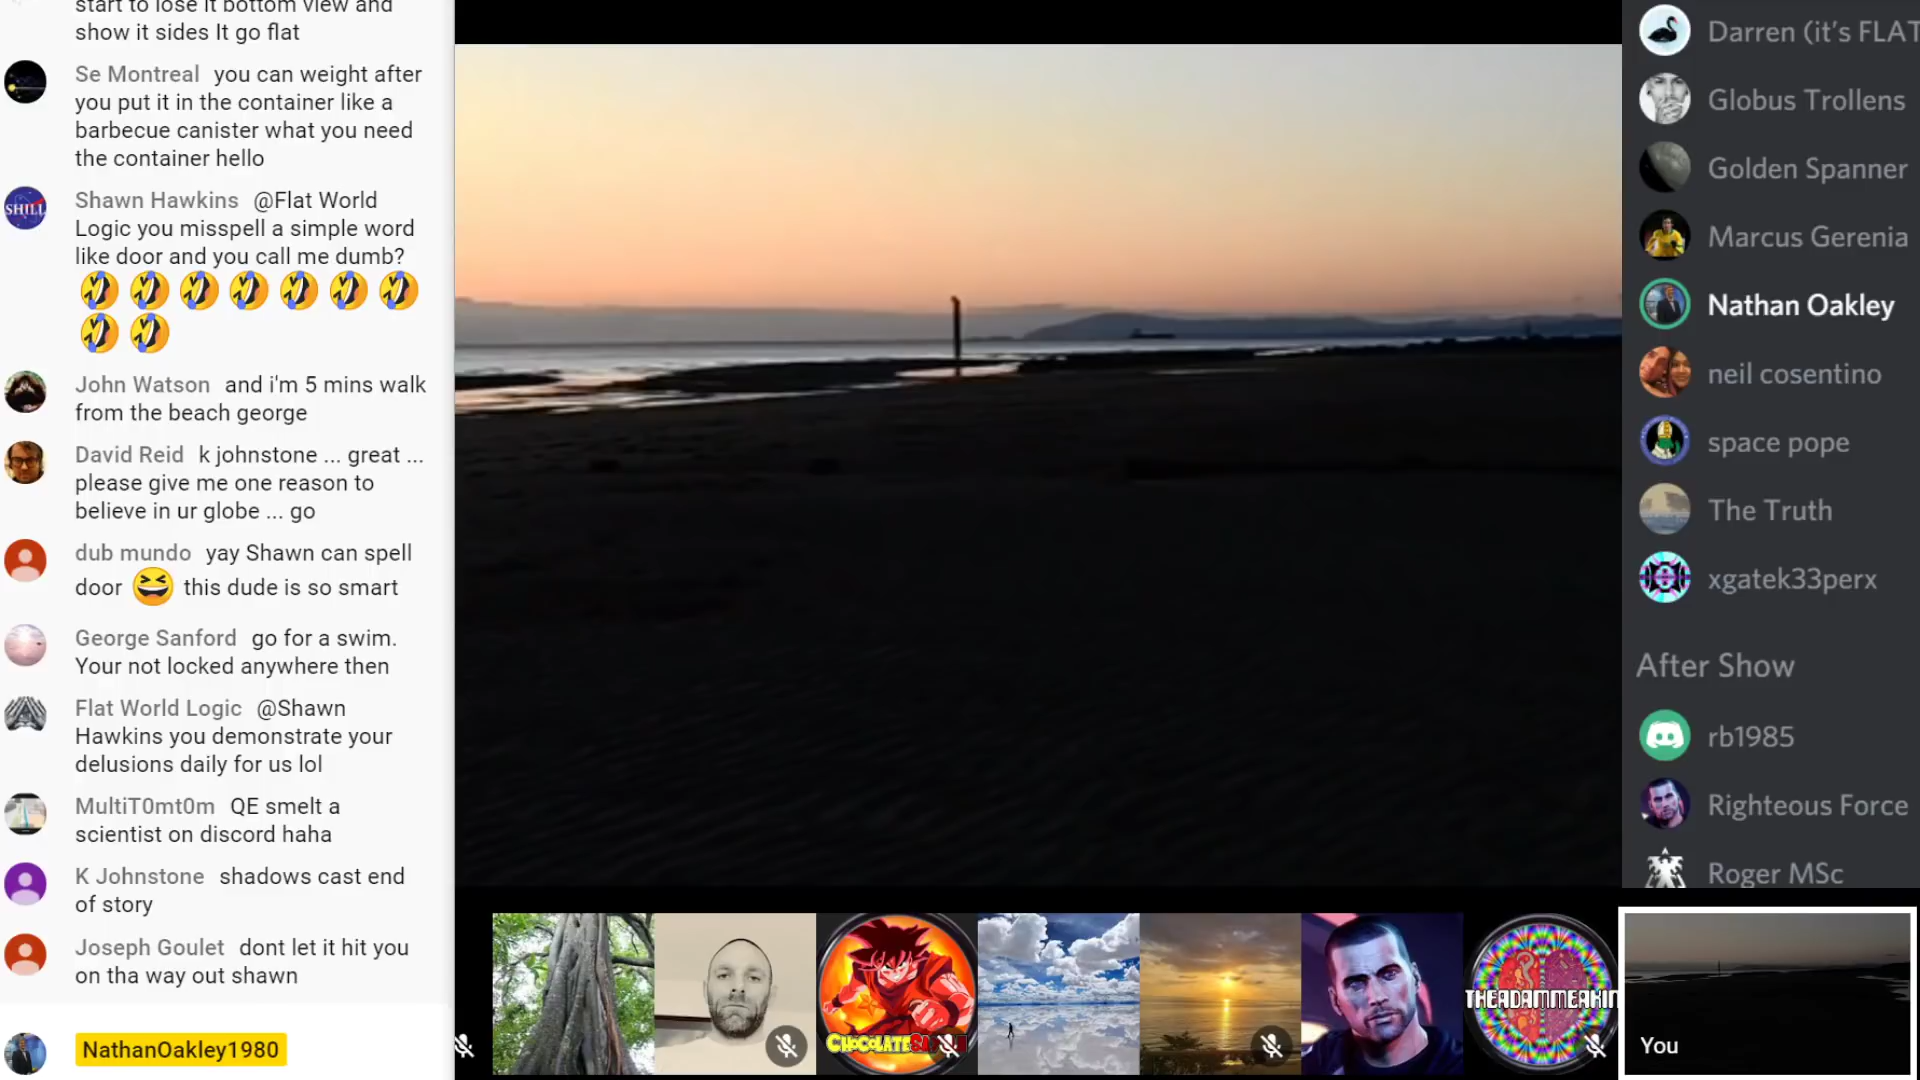 start to lose it bottom view and
show it sides It go flat
Se Montreal you can weight after
you put it in the container like a
barbecue canister what you need
the container hello
SHILL
Shawn Hawkins @Flat World
Logic you misspell a simple word
like door and you call me dumb?
John Watson and i'm 5 mins walk
from the beach george
David Reid k johnstone ... great ...
please give me one reason to
believe in ur globe ... go
dub mundo yay Shawn can spell
door this dude is so smart
George Sanford go for a swim.
Your not locked anywhere then
Flat World Logic @Shawn
Hawkins you demonstrate your
delusions daily for us lol
MultiT0mt0m QE smelt a
scientist on discord haha
K Johnstone shadows cast end
of story
Joseph Goulet dont let it hit you
on tha way out shawn
NathanOakley1980
Darren (it's FLAT
Globus Trollens
Golden Spanner
Marcus Gerenia
Nathan Oakley
neil cosentino
space pope
The Truth
xgatek33perx
After Show
rb1985
Righteous Force
Roger MSc
THEADAMMEAKIN
You